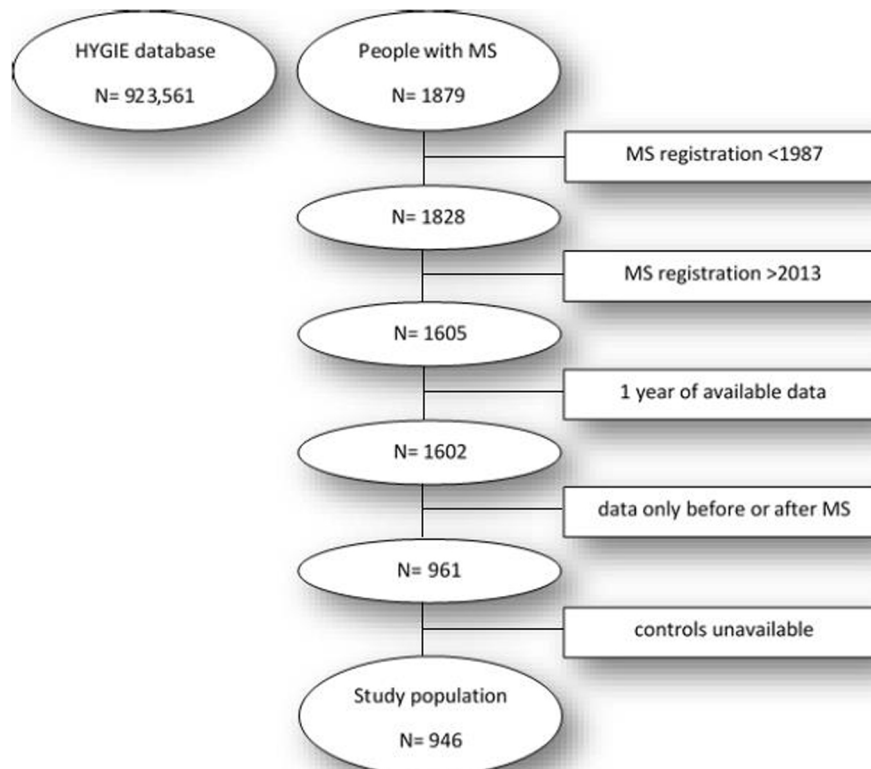 HYGIE database
N= 923,561
People with MS
N= 1879
MS registration <1987
N= 1828
MS registration >2013
N= 1605
1 year of available data
N= 1602
data only before or after MS
N= 961
controls unavailable
Study population
N= 946